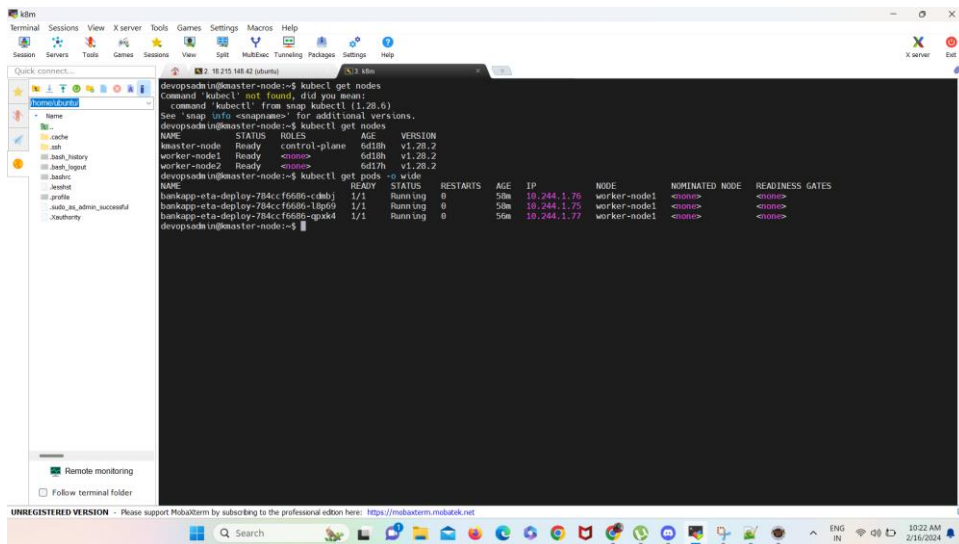 k8m
Terminal Sessions View X server Tools Games Settings Macros Help
Session Servers Tools Games Sessions View Split MultiExec Tunneling Packages Settings Help X server Exit
Quick connect... 2. 18.215.148.42 (ubuntu) 3. k8m
/home/ubuntu/
Name
..
.cache
.ssh
.bash_history
.bash_logout
.bashrc
.lesshst
.profile
.sudo_as_admin_successful
.Xauthority
devopsadmin@kmaster-node:~$ kubecl get nodes
Command 'kubecl' not found, did you mean:
command 'kubectl' from snap kubectl (1.28.6)
See 'snap info <snapname>' for additional versions.
devopsadmin@kmaster-node:~$ kubectl get nodes
NAME STATUS ROLES AGE VERSION
kmaster-node Ready control-plane 6d18h v1.28.2
worker-node1 Ready <none> 6d18h v1.28.2
worker-node2 Ready <none> 6d17h v1.28.2
devopsadmin@kmaster-node:~$ kubectl get pods -o wide
NAME READY STATUS RESTARTS AGE IP NODE NOMINATED NODE READINESS GATES
bankapp-eta-deploy-784ccf6686-cdmbj 1/1 Running 0 58m 10.244.1.76 worker-node1 <none> <none>
bankapp-eta-deploy-784ccf6686-l8p69 1/1 Running 0 58m 10.244.1.75 worker-node1 <none> <none>
bankapp-eta-deploy-784ccf6686-qpxk4 1/1 Running 0 56m 10.244.1.77 worker-node1 <none> <none>
devopsadmin@kmaster-node:~$
Remote monitoring
Follow terminal folder
UNREGISTERED VERSION - Please support MobaXterm by subscribing to the professional edition here: https://mobaxterm.mobatek.net
Search
ENG
IN
10:22 AM
2/16/2024